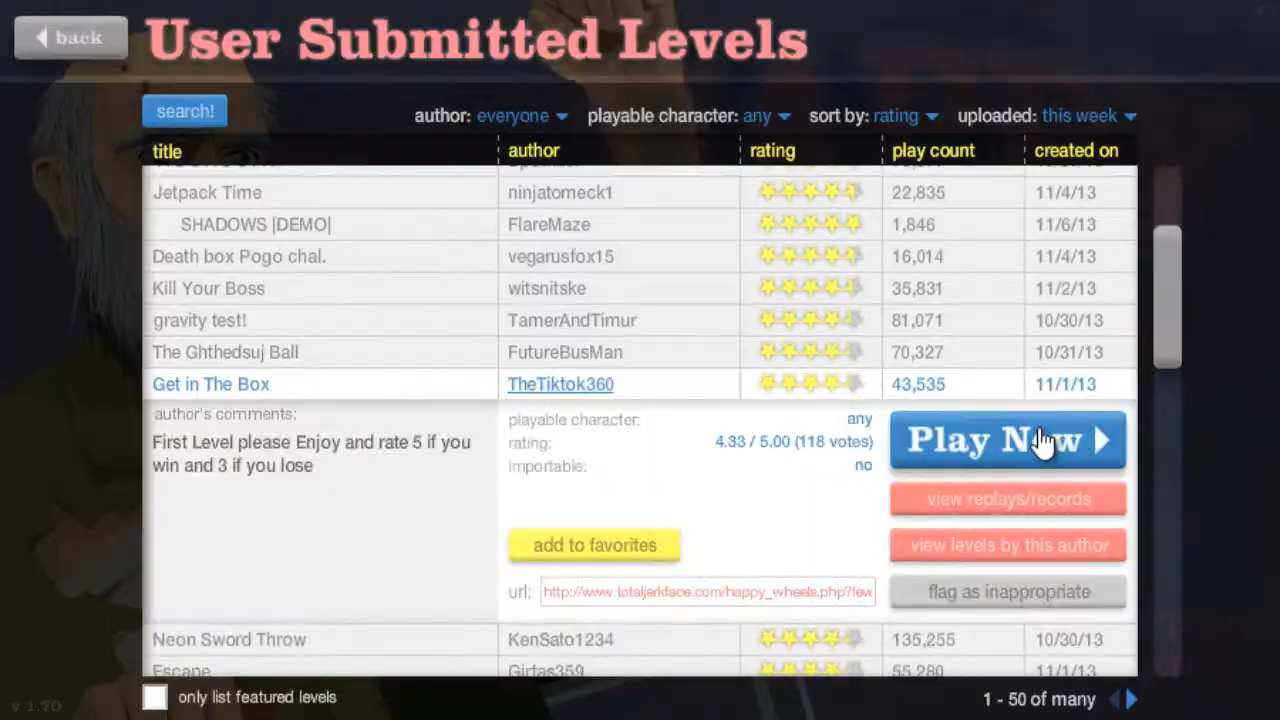 back
User Submitted Levels
search!
author: everyone playable character: any sort by: rating uploaded: this week
title author rating play count created on
Jetpack Time ninjatomeck1 22,835 11/4/13
SHADOWS |DEMO| FlareMaze 1,846 11/6/13
Death box Pogo chal. vegarusfox15 16,014 11/4/13
Kill Your Boss witsnitske 35,831 11/2/13
gravity test! TamerAndTimur 81,071 10/30/13
The Ghthedsuj Ball FutureBusMan 70,327 10/31/13
Get in The Box TheTiktok360 43,535 11/1/13
author's comments:
First Level please Enjoy and rate 5 if you
win and 3 if you lose
playable character: any
rating: 4.33 / 5.00 (118 votes)
importable: no
Play Now
view replays/records
add to favorites
view levels by this author
url: http://www.totaljerkface.com/happy_wheels.php?lev
flag as inappropriate
Neon Sword Throw KenSato1234 135,255 10/30/13
Escape Girtas359 55,280 11/1/13
only list featured levels
1 - 50 of many
v 1.70